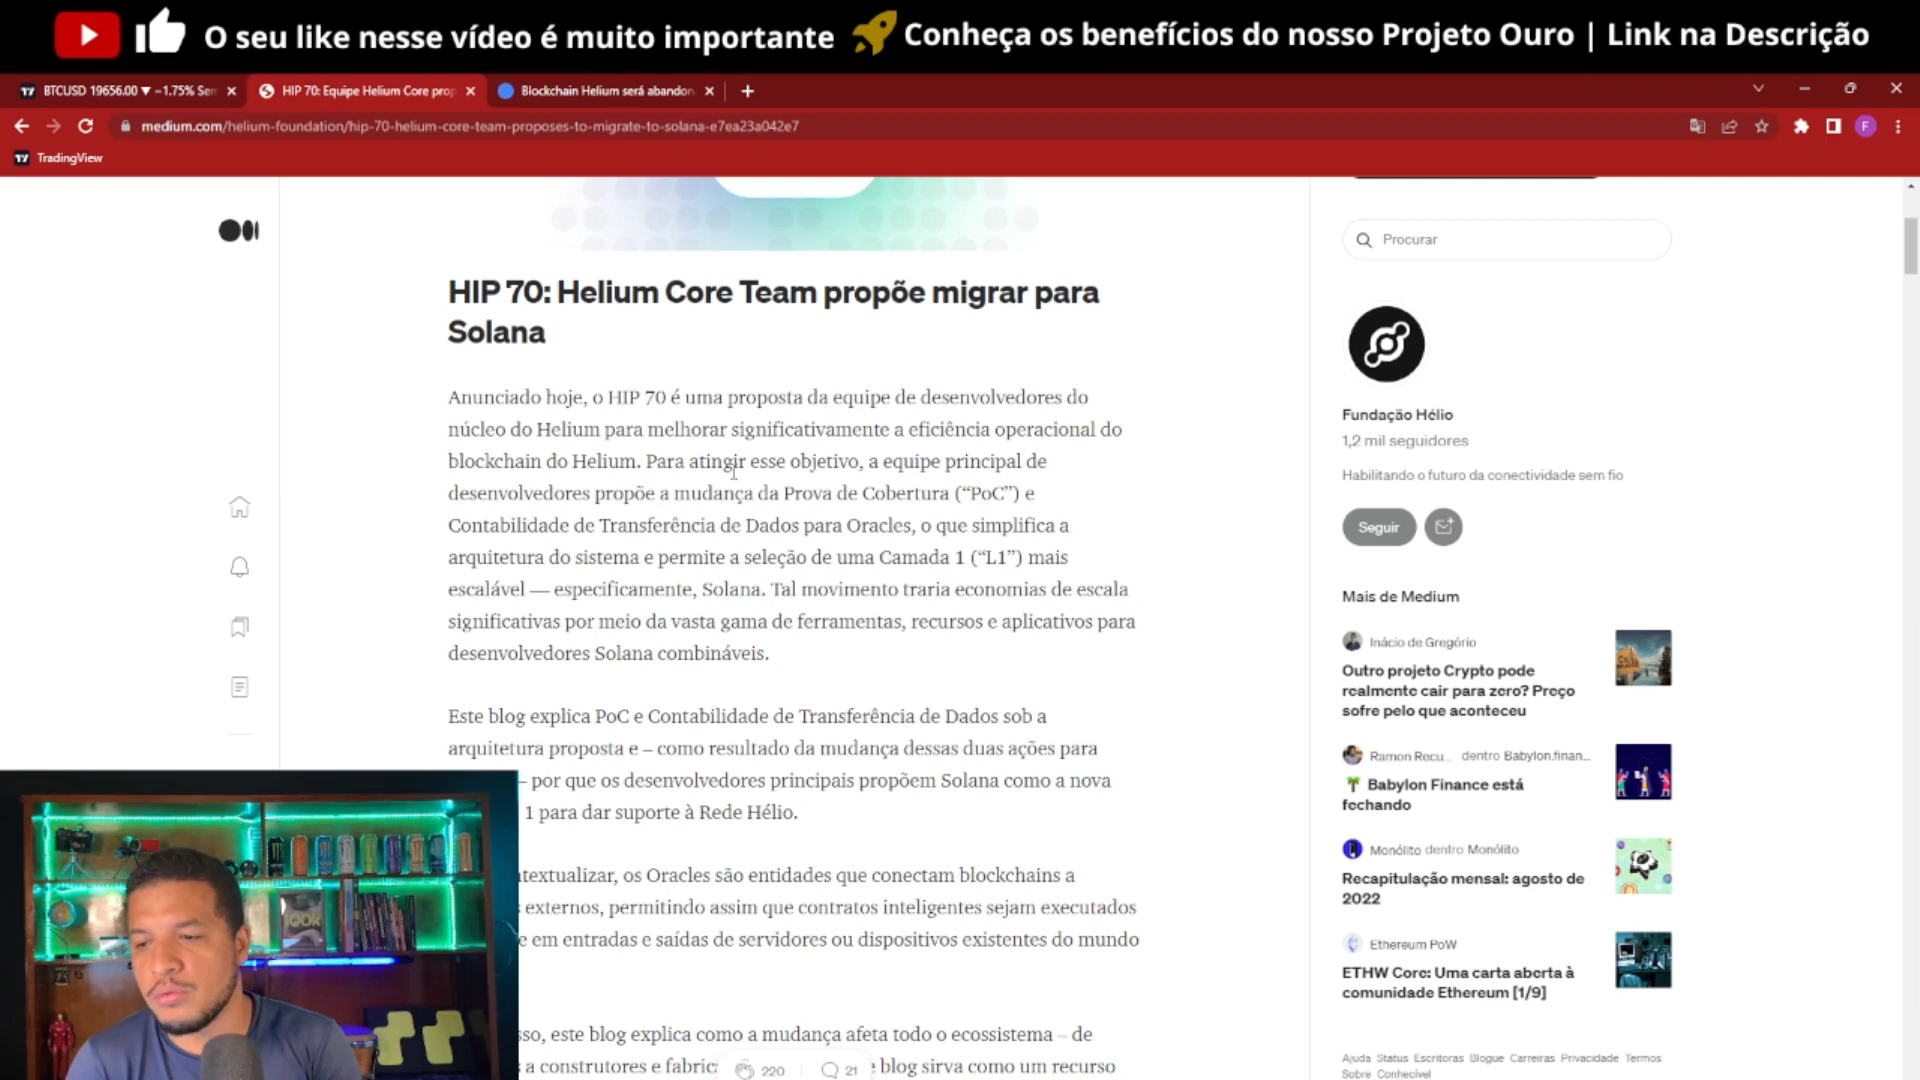 O seu like nesse vídeo é muito importante
Conheça os benefícios do nosso Projeto Ouro | Link na Descrição
BTCUSD 19656.00 ▼ −1.75% Sen
HIP 70: Equipe Helium Core prop
Blockchain Helium será abandon
medium.com/helium-foundation/hip-70-helium-core-team-proposes-to-migrate-to-solana-e7ea23a042e7
F
TradingView
HIP 70: Helium Core Team propõe migrar para
Solana
Anunciado hoje, o HIP 70 é uma proposta da equipe de desenvolvedores do
núcleo do Helium para melhorar significativamente a eficiência operacional do
blockchain do Helium. Para atingir esse objetivo, a equipe principal de
desenvolvedores propõe a mudança da Prova de Cobertura (“PoC”) e
Contabilidade de Transferência de Dados para Oracles, o que simplifica a
arquitetura do sistema e permite a seleção de uma Camada 1 (“L1”) mais
escalável — especificamente, Solana. Tal movimento traria economias de escala
significativas por meio da vasta gama de ferramentas, recursos e aplicativos para
desenvolvedores Solana combináveis.
Este blog explica PoC e Contabilidade de Transferência de Dados sob a
arquitetura proposta e – como resultado da mudança dessas duas ações para
– por que os desenvolvedores principais propõem Solana como a nova
1 para dar suporte à Rede Hélio.
textualizar, os Oracles são entidades que conectam blockchains a
externos, permitindo assim que contratos inteligentes sejam executados
e em entradas e saídas de servidores ou dispositivos existentes do mundo
sso, este blog explica como a mudança afeta todo o ecossistema – de
a construtores e fabric
blog sirva como um recurso
220
21
Procurar
Fundação Hélio
1,2 mil seguidores
Habilitando o futuro da conectividade sem fio
Seguir
Mais de Medium
Inácio de Gregório
Outro projeto Crypto pode
realmente cair para zero? Preço
sofre pelo que aconteceu
Ramon Recu... dentro Babylon.finan...
🌴 Babylon Finance está
fechando
Monólito dentro Monólito
Recapitulação mensal: agosto de
2022
Ethereum PoW
ETHW Core: Uma carta aberta à
comunidade Ethereum [1/9]
Ajuda Status Escritoras Blogue Carreiras Privacidade Termos
Sobre Conhecível